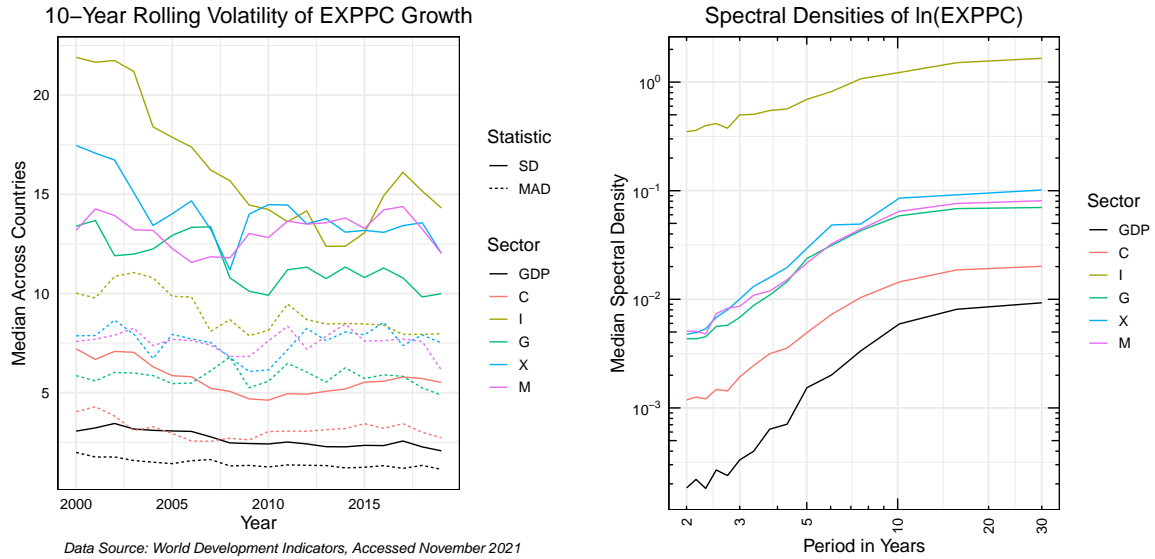 10−Year Rolling Volatility of EXPPC Growth
Median Across Countries
20
15
10
5
2000
2005
2010
2015
Year
Data Source: World Development Indicators, Accessed November 2021
Statistic
SD
MAD
Sector
GDP
C
I
G
X
M
Spectral Densities of ln(EXPPC)
Median Spectral Density
10⁰
10⁻¹
10⁻²
10⁻³
2
3
5
10
20
30
Period in Years
Sector
GDP
C
I
G
X
M